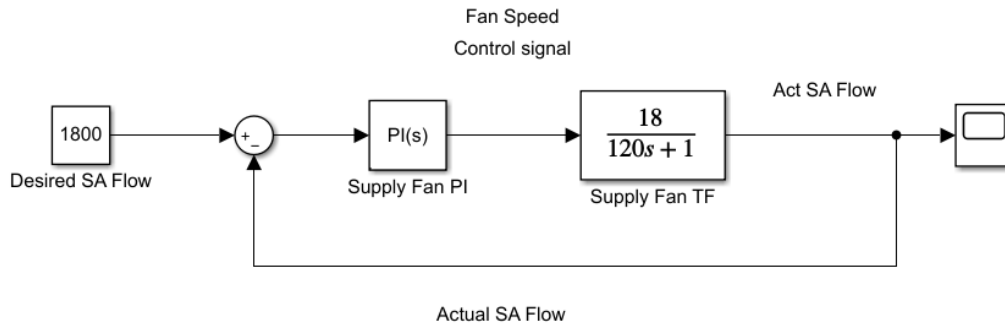 Fan Speed
Control signal
Act SA Flow
1800
+
−
PI(s)
18
120s + 1
Desired SA Flow
Supply Fan PI
Supply Fan TF
Actual SA Flow